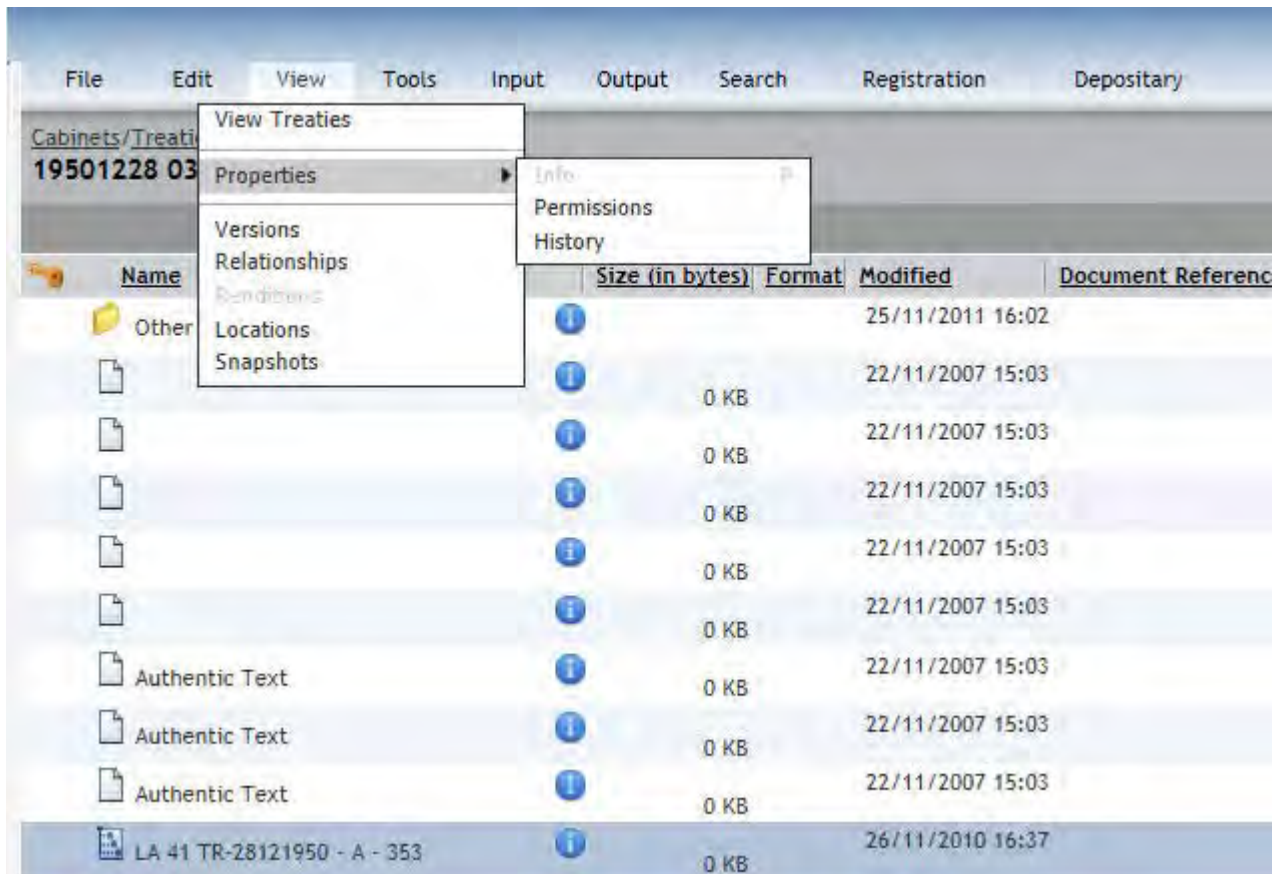 File Edit View Tools Input Output Search Registration Depositary
View Treaties
Cabinets/Treati
19501228 03
Properties
Info P
Permissions
History
Versions
Relationships
Renditions
Locations
Snapshots
Name Size (in bytes) Format Modified Document Referenc
Other 25/11/2011 16:02
22/11/2007 15:03
0 KB
22/11/2007 15:03
0 KB
22/11/2007 15:03
0 KB
22/11/2007 15:03
0 KB
22/11/2007 15:03
0 KB
Authentic Text 22/11/2007 15:03
0 KB
Authentic Text 22/11/2007 15:03
0 KB
Authentic Text 22/11/2007 15:03
0 KB
LA 41 TR-28121950 - A - 353 26/11/2010 16:37
0 KB